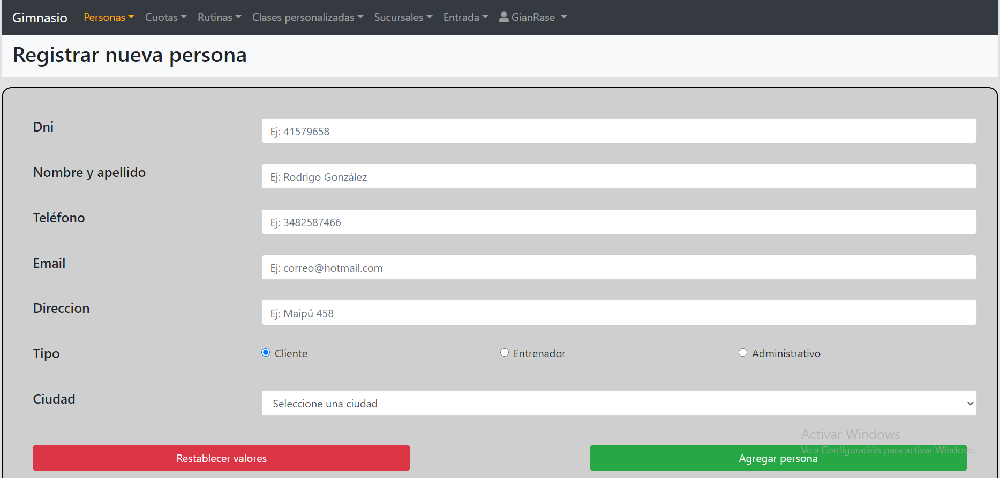 Gimnasio Personas Cuotas Rutinas Clases personalizadas Sucursales Entrada GianRase
Registrar nueva persona
Dni Ej: 41579658
Nombre y apellido Ej: Rodrigo González
Teléfono Ej: 3482587466
Email Ej: correo@hotmail.com
Direccion Ej: Maipú 458
Tipo Cliente Entrenador Administrativo
Ciudad Seleccione una ciudad
Activar Windows
Ve a Configuración para activar Windows.
Restablecer valores Agregar persona